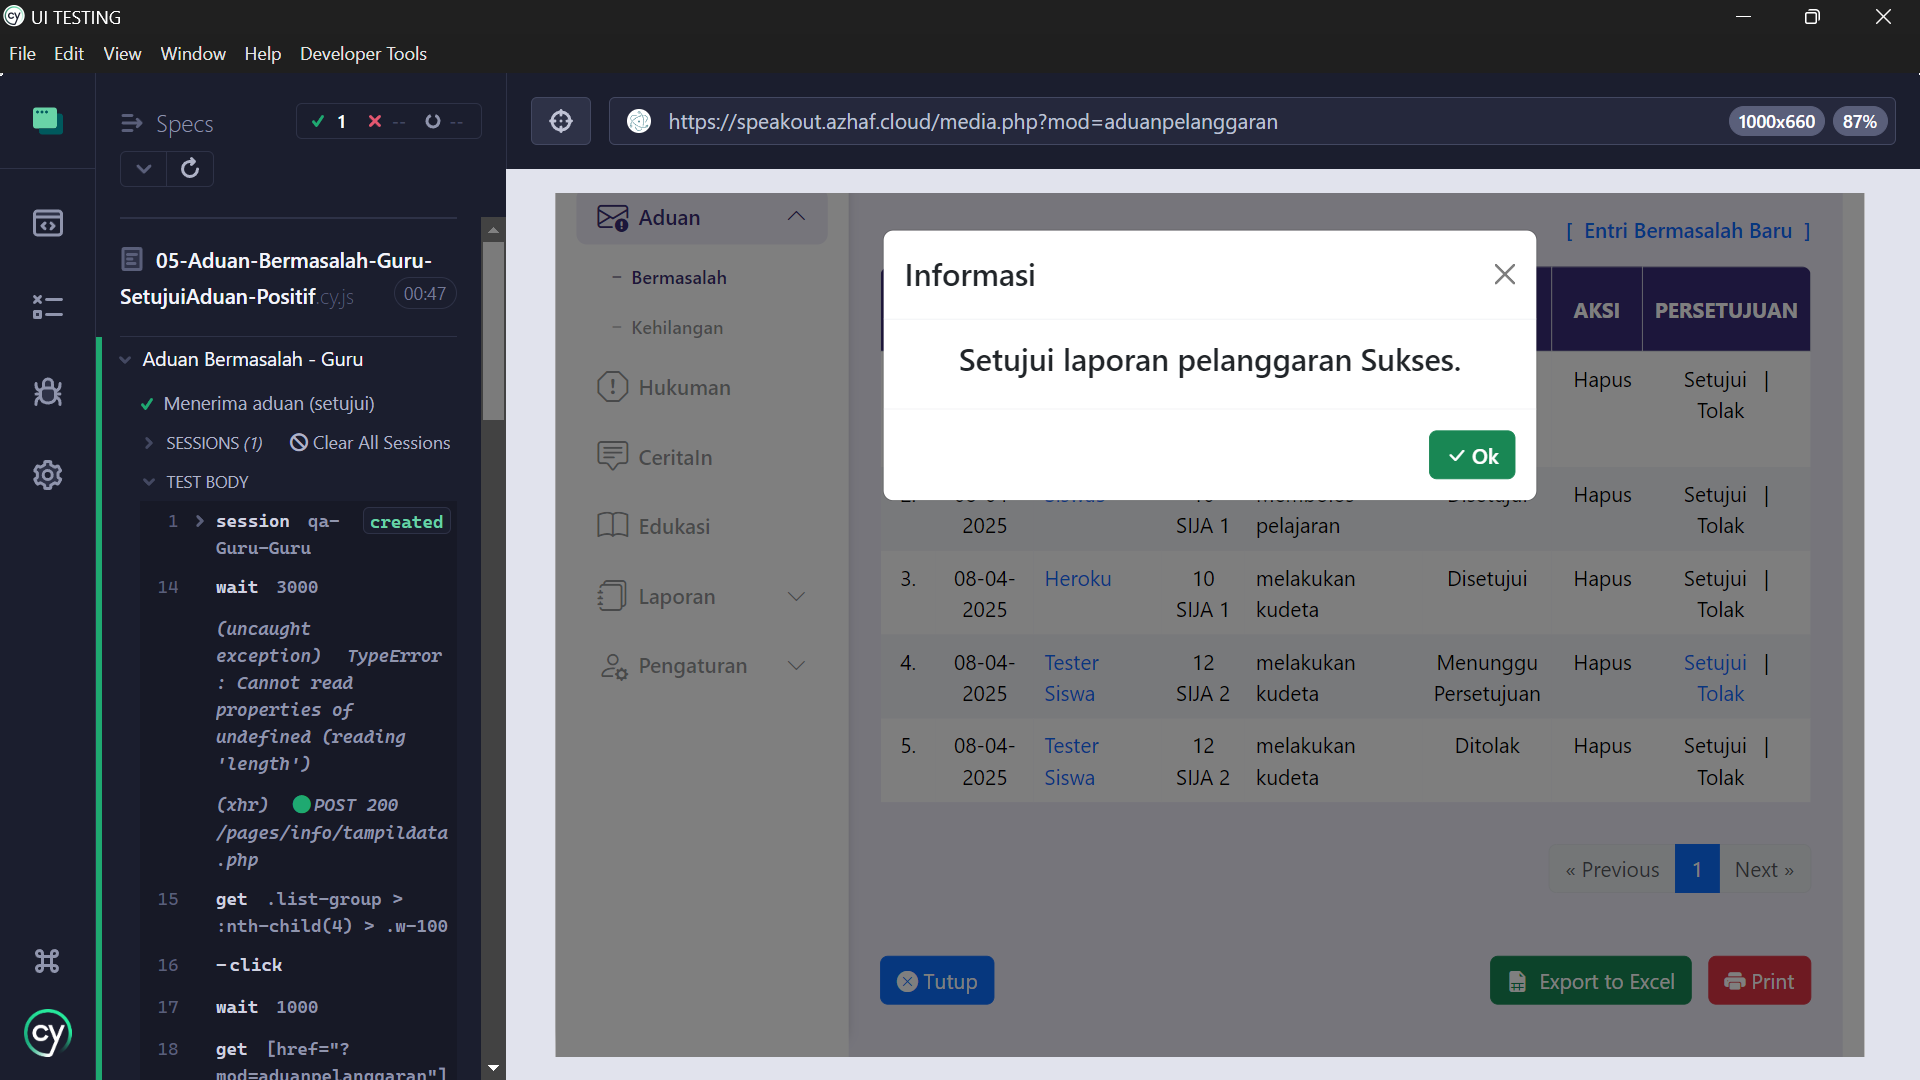 UI TESTING
File Edit View Window Help Developer Tools
Specs
1 -- --
05-Aduan-Bermasalah-Guru-
SetujuiAduan-Positif.cy.js 00:47
Aduan Bermasalah - Guru
Menerima aduan (setujui)
SESSIONS (1) Clear All Sessions
TEST BODY
1 session qa- created
Guru-Guru
14 wait 3000
(uncaught
exception) TypeError
: Cannot read
properties of
undefined (reading
'length')
(xhr) POST 200
/pages/info/tampildata
.php
15 get .list-group >
:nth-child(4) > .w-100
16 -click
17 wait 1000
18 get [href="?
mod=aduanpelanggaran"]
cy
https://speakout.azhaf.cloud/media.php?mod=aduanpelanggaran
1000x660 87%
Aduan
- Bermasalah
- Kehilangan
Hukuman
CeritaIn
Edukasi
Laporan
Pengaturan
[ Entri Bermasalah Baru ]
AKSI PERSETUJUAN
Informasi
Setujui laporan pelanggaran Sukses.
Ok
Hapus Setujui |
Tolak
Hapus Setujui |
2025 SIJA 1 pelajaran Tolak
3. 08-04- Heroku 10 melakukan Disetujui Hapus Setujui |
2025 SIJA 1 kudeta Tolak
4. 08-04- Tester 12 melakukan Menunggu Hapus Setujui |
2025 Siswa SIJA 2 kudeta Persetujuan Tolak
5. 08-04- Tester 12 melakukan Ditolak Hapus Setujui |
2025 Siswa SIJA 2 kudeta Tolak
« Previous 1 Next »
Tutup
Export to Excel
Print